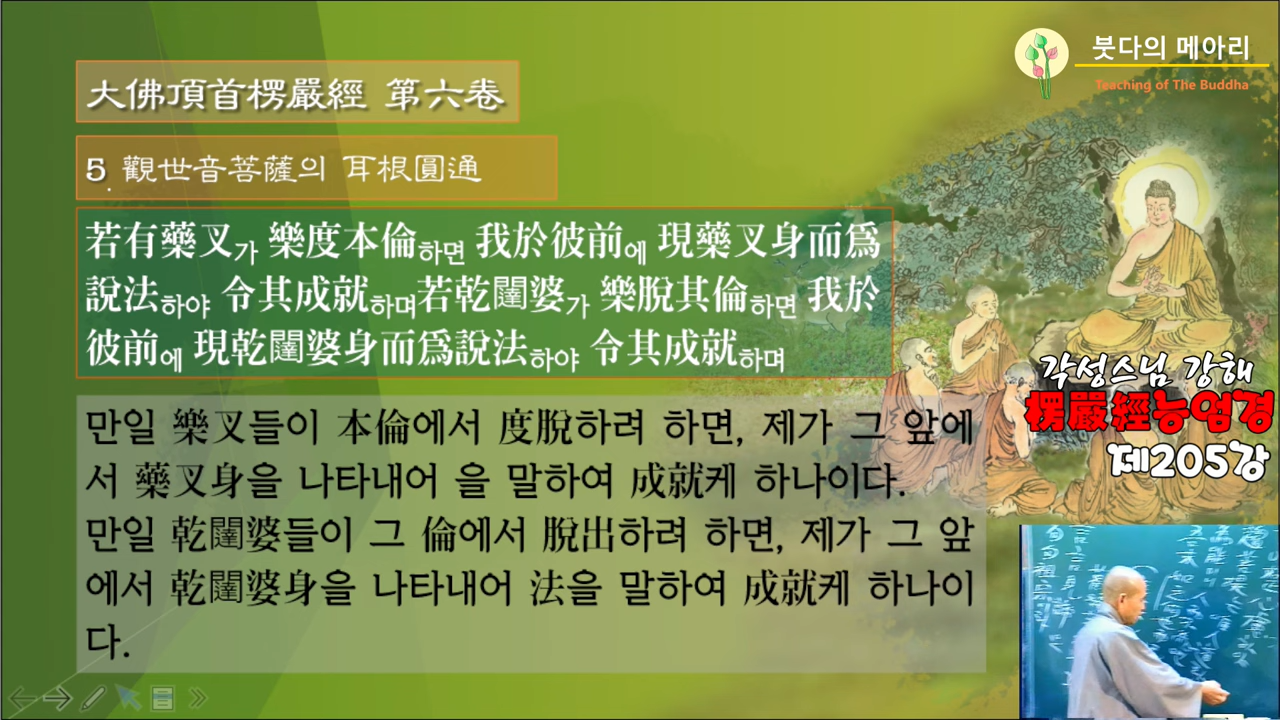 붓다의 메아리
Teaching of The Buddha
大佛頂首楞嚴經 第六卷
5. 觀世音菩薩의 耳根圓通
若有藥叉가 樂度本倫하면 我於彼前에 現藥叉身而爲
說法하야 令其成就하며若乾闥婆가 樂脫其倫하면 我於
彼前에 現乾闥婆身而爲說法하야 令其成就하며
만일 樂叉들이 本倫에서 度脫하려 하면, 제가 그 앞에
서 藥叉身을 나타내어 을 말하여 成就케 하나이다.
만일 乾闥婆들이 그 倫에서 脫出하려 하면, 제가 그 앞
에서 乾闥婆身을 나타내어 法을 말하여 成就케 하나이
다.
각성스님 강해
楞嚴經능엄경
제205강